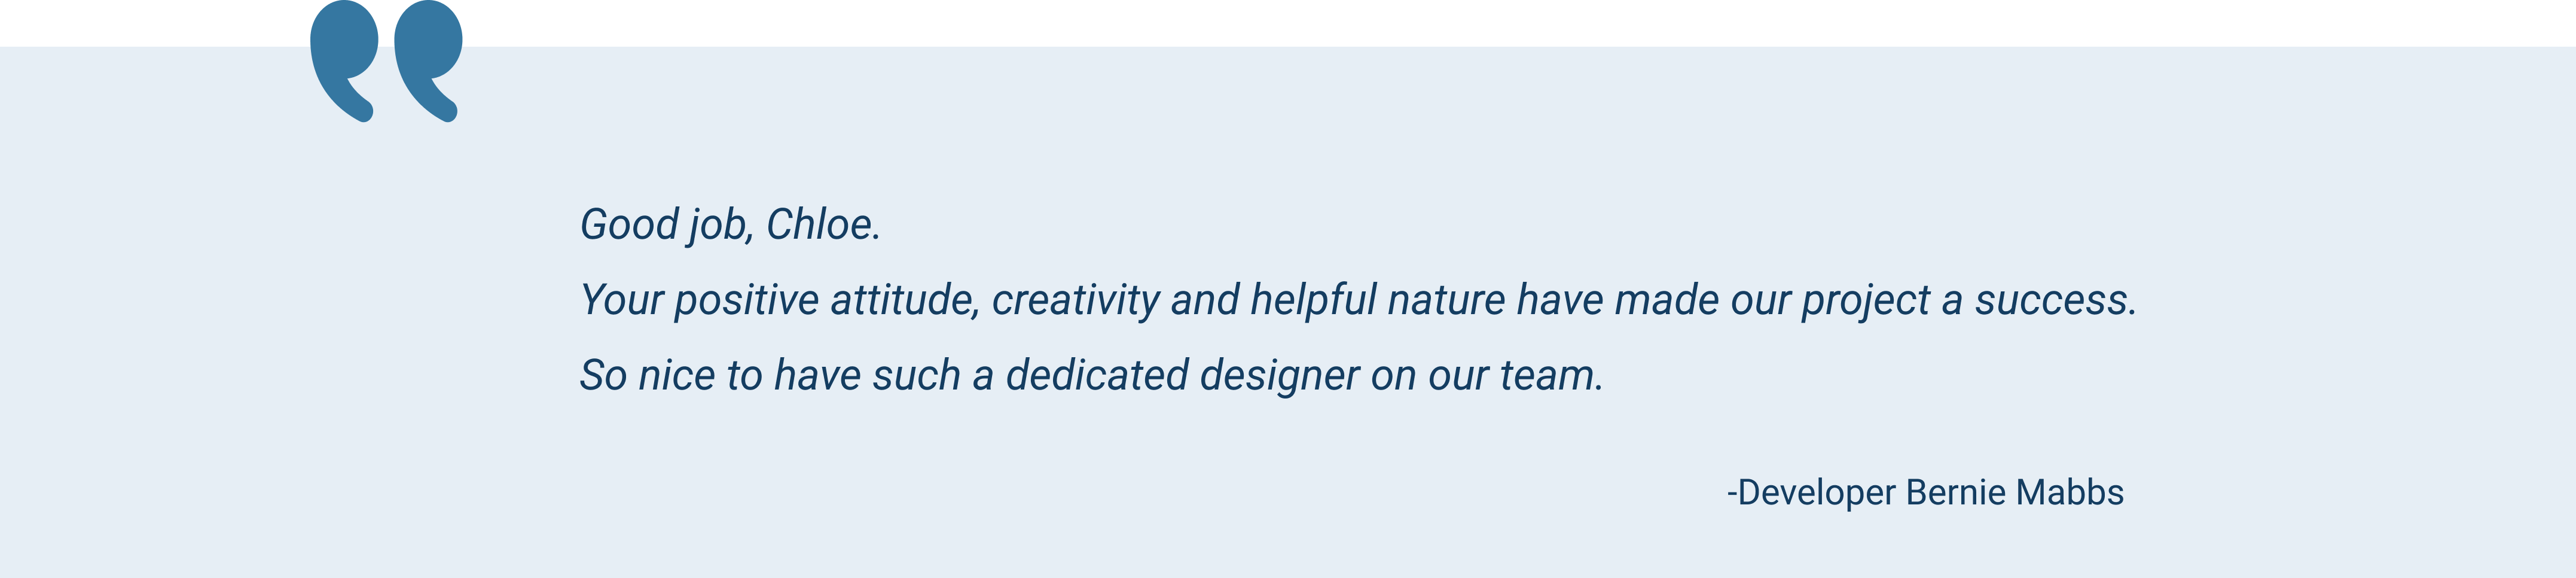 Good job, Chloe.
Your positive attitude, creativity and helpful nature have made our project a success.
So nice to have such a dedicated designer on our team.
-Developer Bernie Mabbs